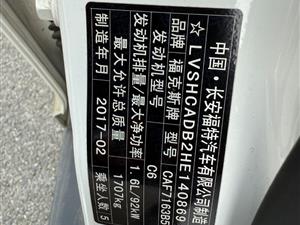 中国·长安福特汽车有限公司制造
☆LVSHCADB2HE140869
品牌 福克斯牌 型号 CAF7163B5
发动机型号 C6
发动机排量/最大净功率 1.6L/92kW
最大允许总质量 1707kg
制造年月 2017-02 乘坐人数 5